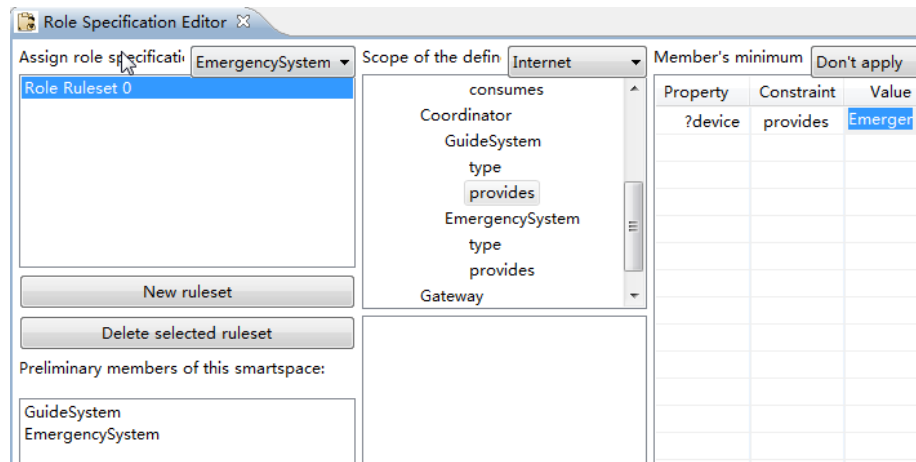 Role Specification Editor
Assign role specificati
EmergencySystem
Role Ruleset 0
New ruleset
Delete selected ruleset
Preliminary members of this smartspace:
GuideSystem
EmergencySystem
Scope of the defin
Internet
consumes
Coordinator
GuideSystem
type
provides
EmergencySystem
type
provides
Gateway
Member's minimum
Don't apply
Property Constraint Value
?device provides Emerger